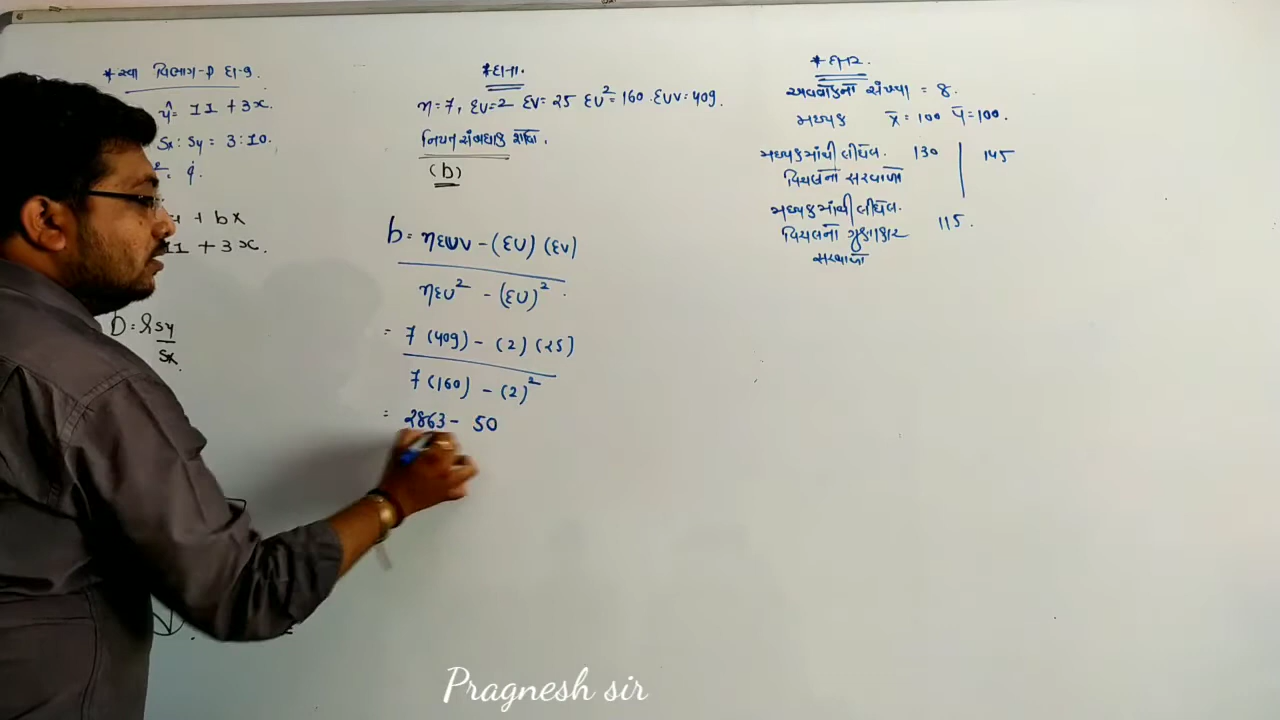 * સ્વા વિભાગ-D દા-9.
ŷ = 11 + 3x.
Sx : Sy = 3 : 10.
+ bx
11 + 3x.
b = r Sy
Sx
* દા-11.
n = 7, ΣU=2 ΣV= 25 ΣU² = 160 . ΣUV = 409.
નિયત સંબંધાંક શોધો.
(b)
b = nΣUV - (ΣU) (ΣV)
nΣU² - (ΣU)² .
= 7 (409) - (2) (25)
7 (160) - (2)²
= 2863 - 50
* દા-12.
અવલોકનો સંખ્યા = 8.
મધ્યક x̄ = 100 ȳ = 100.
મધ્યકમાંથી લીધેલ. 130 | 145
વિચલનો સરવાળો
મધ્યકમાંથી લીધેલ.
વિચલનો ગુણાકાર 115.
સરવાળો
Pragnesh sir